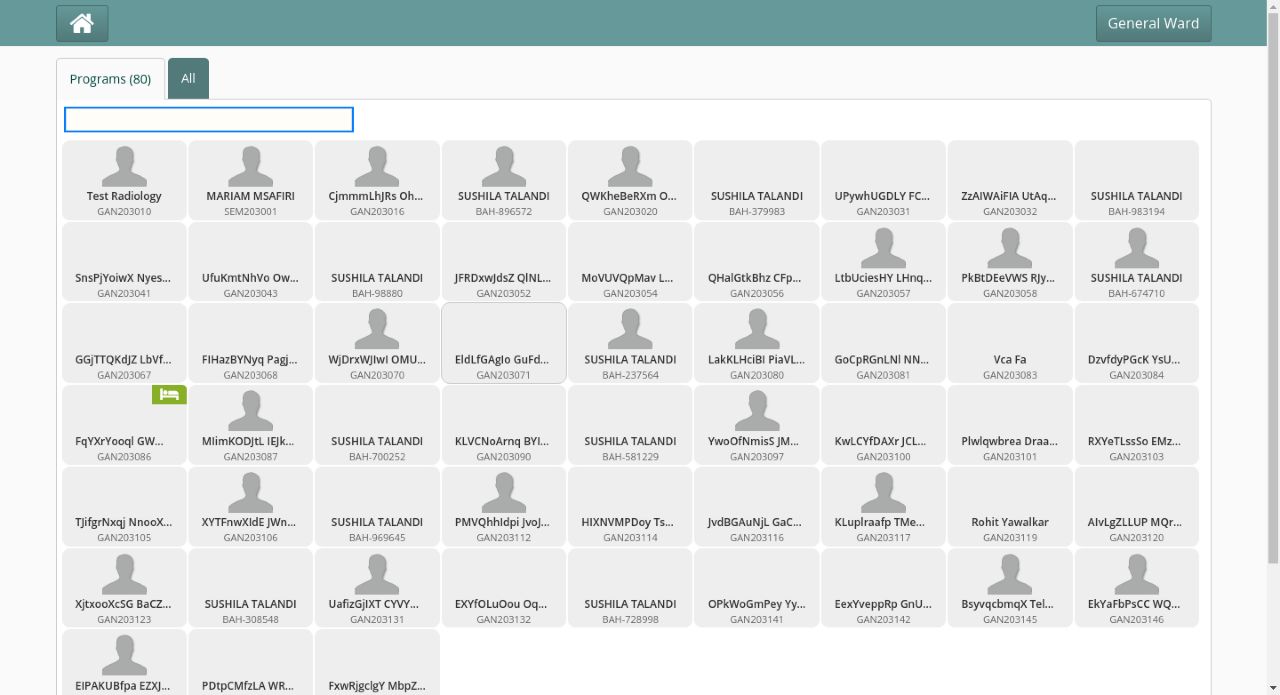 General Ward
Programs (80)
All
Test Radiology
GAN203010
MARIAM MSAFIRI
SEM203001
CjmmmLhJRs Oh...
GAN203016
SUSHILA TALANDI
BAH-896572
QWKheBeRXm O...
GAN203020
SUSHILA TALANDI
BAH-379983
UPywhUGDLY FC...
GAN203031
ZzAIWAiFIA UtAq...
GAN203032
SUSHILA TALANDI
BAH-983194
SnsPjYoiwX Nyes...
GAN203041
UfuKmtNhVo Ow...
GAN203043
SUSHILA TALANDI
BAH-98880
JFRDxwJdsZ QlNL...
GAN203052
MoVUVQpMav L...
GAN203054
QHalGtkBhz CFp...
GAN203056
LtbUciesHY LHnq...
GAN203057
PkBtDEeVWS RJy...
GAN203058
SUSHILA TALANDI
BAH-674710
GGjTTQKdJZ LbVf...
GAN203067
FIHazBYNyq Pagj...
GAN203068
WjDrxWJIwI OMU...
GAN203070
EldLfGAgIo GuFd...
GAN203071
SUSHILA TALANDI
BAH-237564
LakKLHciBI PiaVL...
GAN203080
GoCpRGnLNl NN...
GAN203081
Vca Fa
GAN203083
DzvfdyPGcK YsU...
GAN203084
FqYXrYooql GW...
GAN203086
MIimKODJtL IEJk...
GAN203087
SUSHILA TALANDI
BAH-700252
KLVCNoArnq BYI...
GAN203090
SUSHILA TALANDI
BAH-581229
YwoOfNmisS JM...
GAN203097
KwLCYfDAXr JCL...
GAN203100
Plwlqwbrea Draa...
GAN203101
RXYeTLssSo EMz...
GAN203103
TJifgrNxqj NnooX...
GAN203105
XYTFnwXIdE JWn...
GAN203106
SUSHILA TALANDI
BAH-969645
PMVQhhIdpi JvoJ...
GAN203112
HIXNVMPDoy Ts...
GAN203114
JvdBGAuNjL GaC...
GAN203116
KLuplraafp TMe...
GAN203117
Rohit Yawalkar
GAN203119
AIvLgZLLUP MQr...
GAN203120
XjtxooXcSG BaCZ...
GAN203123
SUSHILA TALANDI
BAH-308548
UafizGjIXT CYVY...
GAN203131
EXYfOLuOou Oq...
GAN203132
SUSHILA TALANDI
BAH-728998
OPkWoGmPey Yy...
GAN203141
EexYveppRp GnU...
GAN203142
BsyvqcbmqX Tel...
GAN203145
EkYaFbPsCC WQ...
GAN203146
EIPAKUBfpa EZXJ...
PDtpCMfzLA WR...
FxwRjgclgY MbpZ...